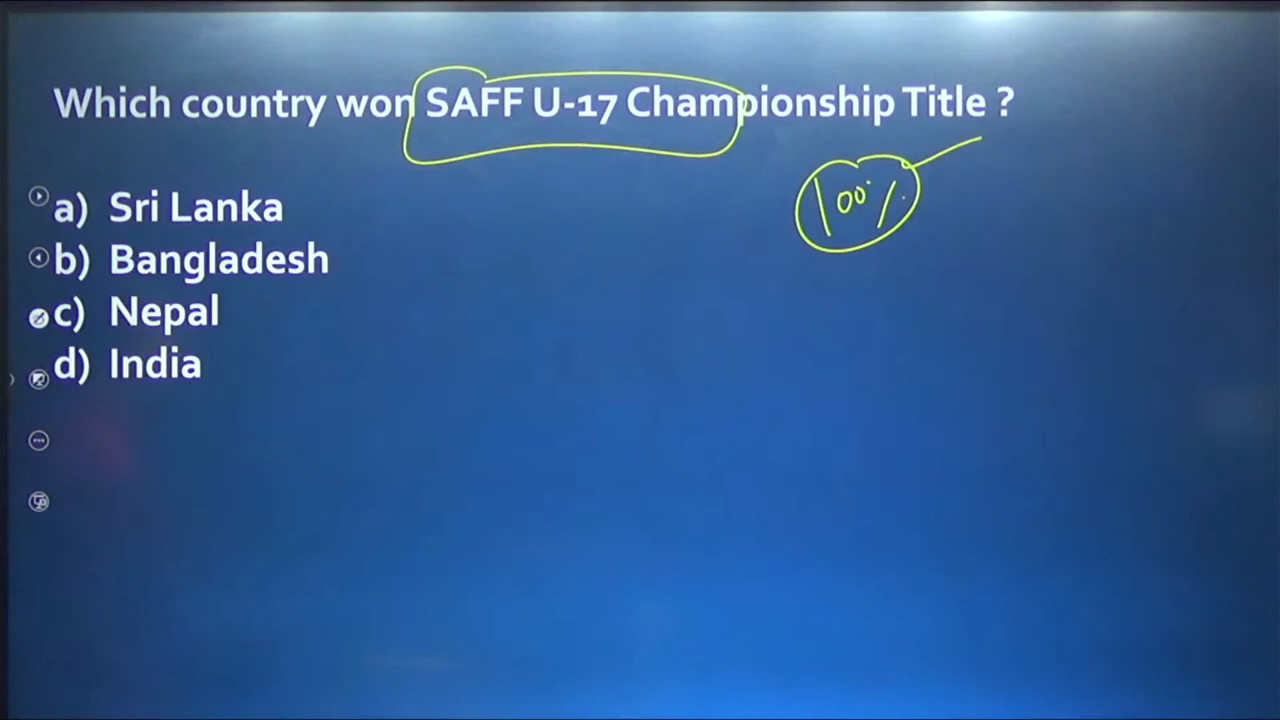 Which country won SAFF U-17 Championship Title ?
100%
a) Sri Lanka
b) Bangladesh
c) Nepal
d) India